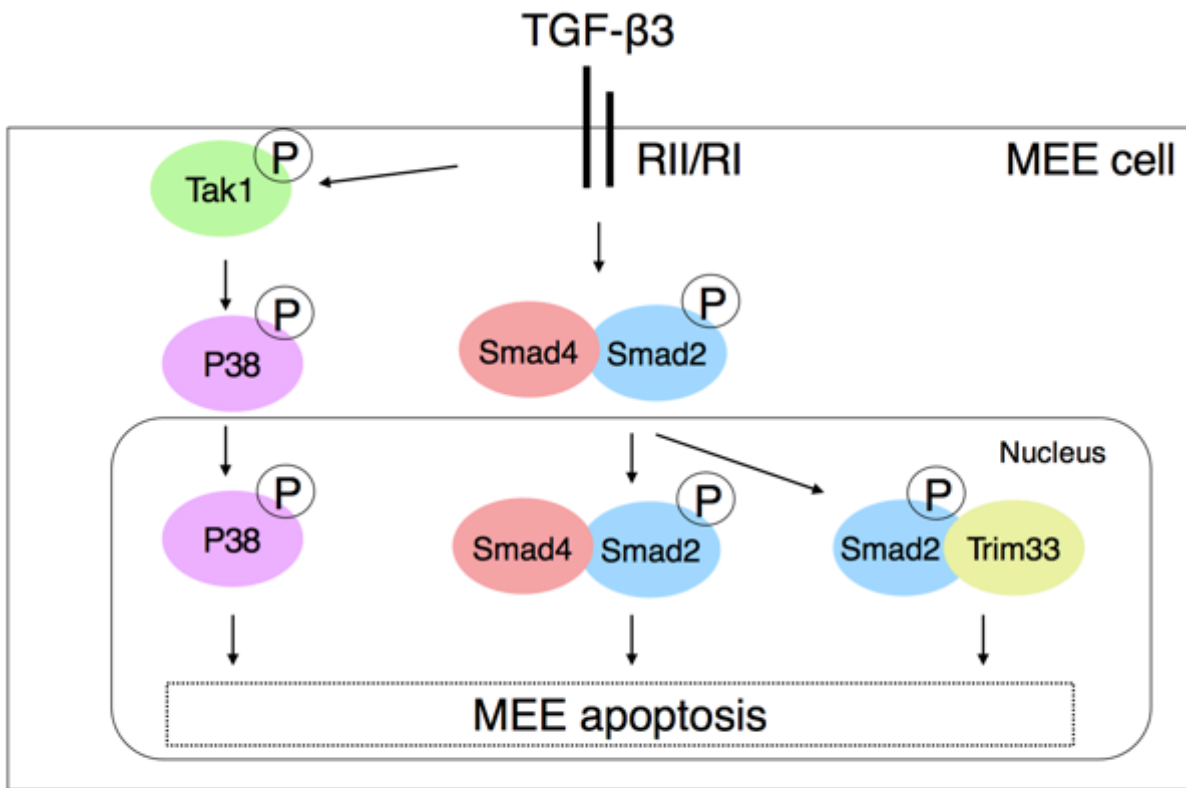 TGF-β3
RII/RI
MEE cell
P
Tak1
P
P38
P
Smad4
Smad2
Nucleus
P
P38
P
Smad4
Smad2
P
Smad2
Trim33
MEE apoptosis